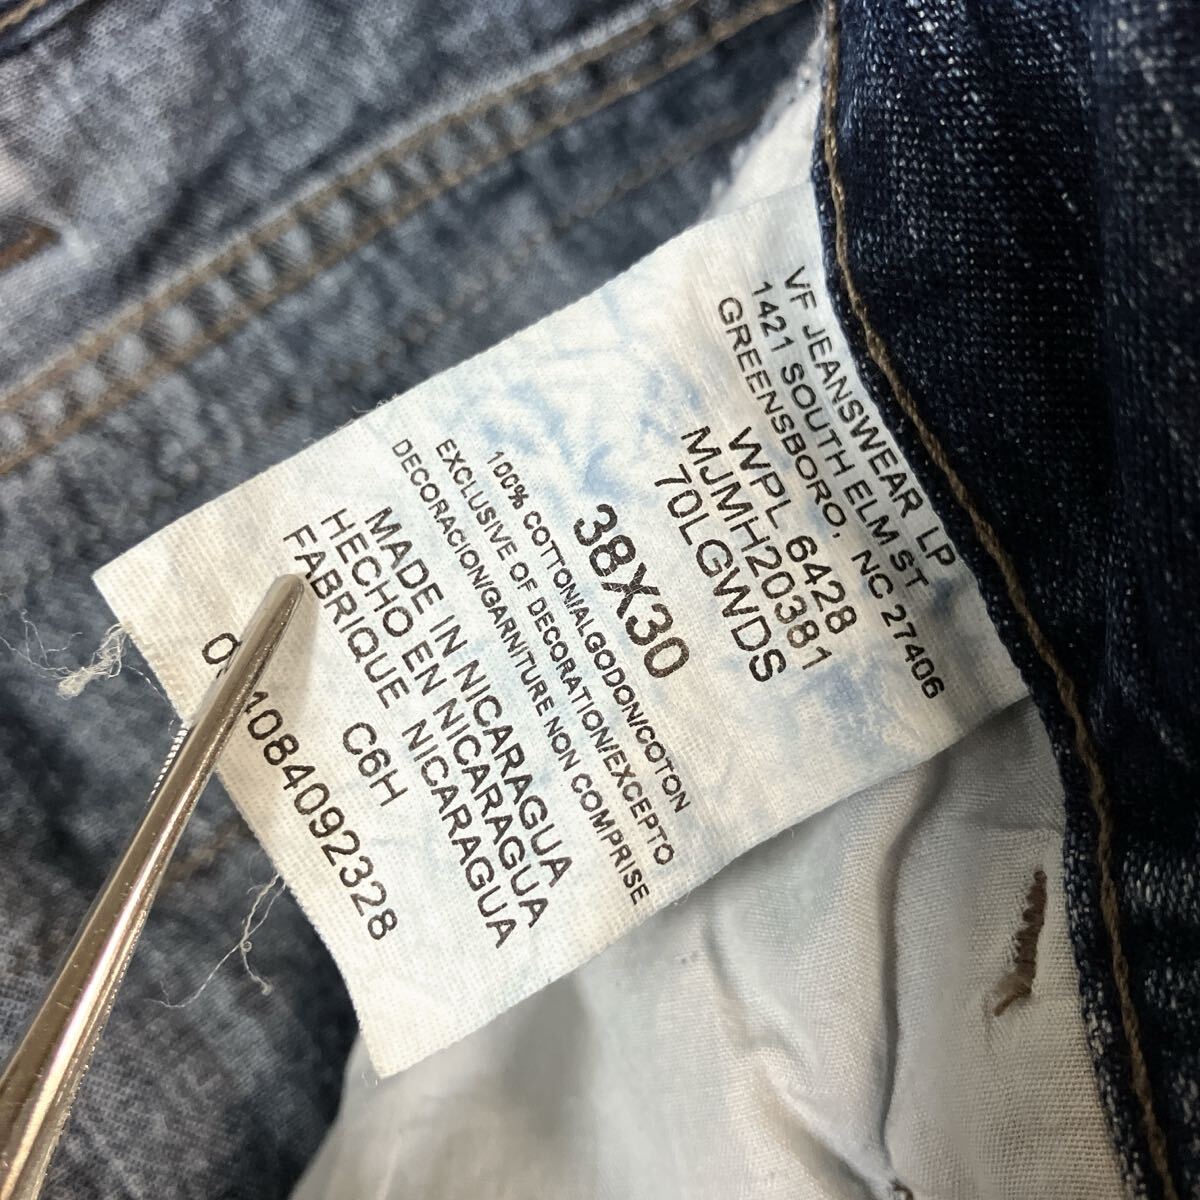 VF JEANSWEAR LP
1421 SOUTH ELM ST
GREENSBORO, NC 27406
WPL 6428
MJMH20381
70LGWDS
38X30
100% COTTON/ALGODON/COTON
EXCLUSIVE OF DECORATION/EXCEPTO
DECORACION/GARNITURE NON COMPRISE
MADE IN NICARAGUA
HECHO EN NICARAGUA
FABRIQUE NICARAGUA
C6H